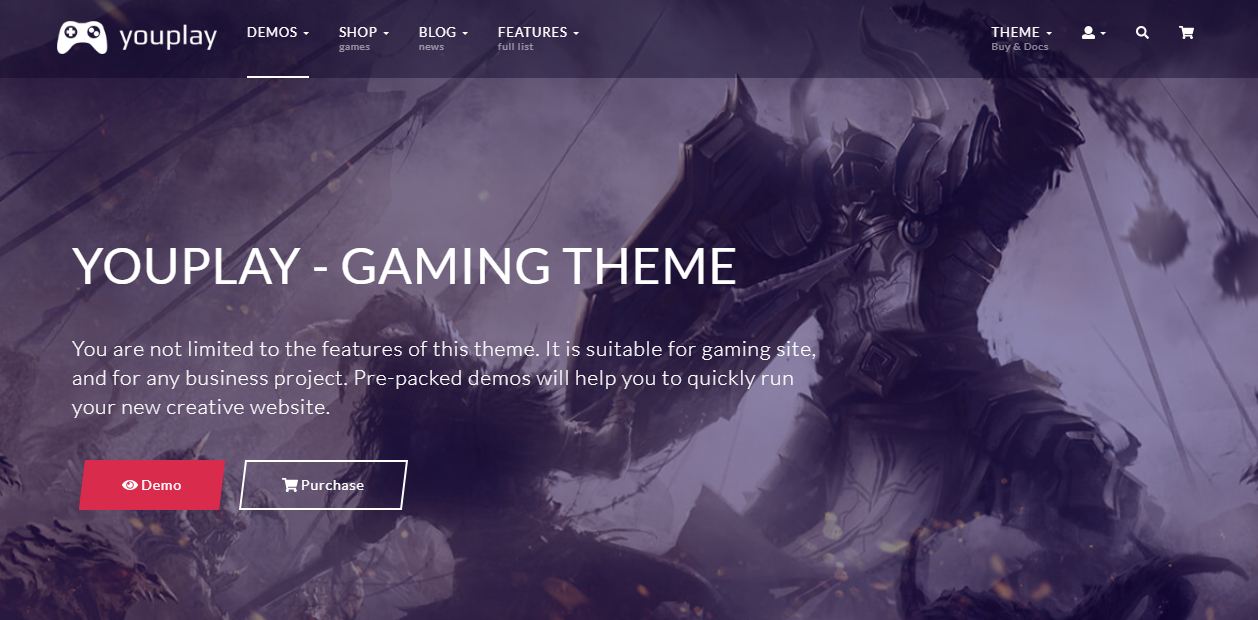 youplay
DEMOS
SHOP
games
BLOG
news
FEATURES
full list
THEME
Buy & Docs
YOUPLAY - GAMING THEME
You are not limited to the features of this theme. It is suitable for gaming site,
and for any business project. Pre-packed demos will help you to quickly run
your new creative website.
Demo
Purchase